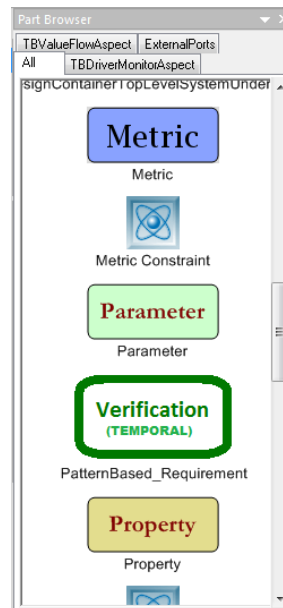 Part Browser
TBValueFlowAspect ExternalPorts
All TBDriverMonitorAspect
signContainerTopLevelSystemUnder
Metric
Metric
Metric Constraint
Parameter
Parameter
Verification
(TEMPORAL)
PatternBased_Requirement
Property
Property